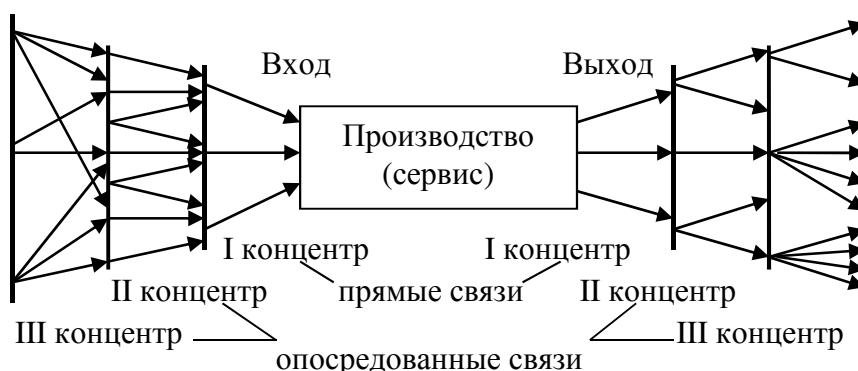 Вход
Выход
Производство
(сервис)
I концентр
I концентр
II концентр
прямые связи
II концентр
III концентр
III концентр
опосредованные связи